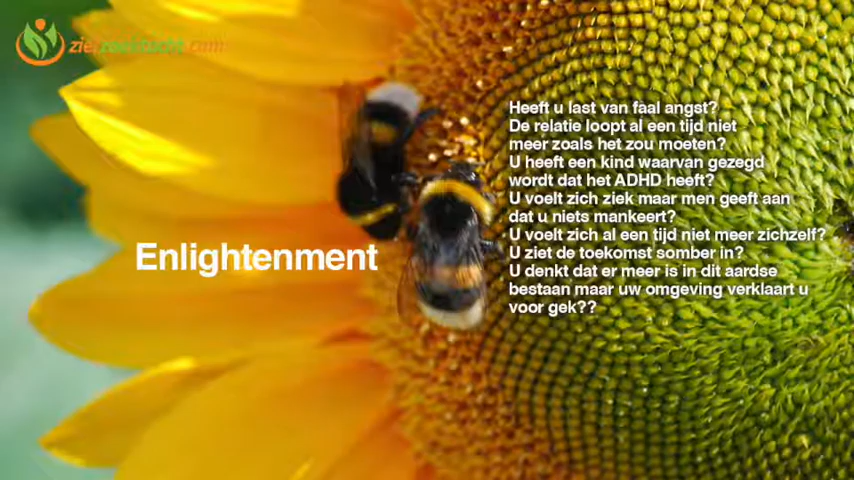 zielzoektocht.com
Enlightenment
Heeft u last van faal angst?
De relatie loopt al een tijd niet
meer zoals het zou moeten?
U heeft een kind waarvan gezegd
wordt dat het ADHD heeft?
U voelt zich ziek maar men geeft aan
dat u niets mankeert?
U voelt zich al een tijd niet meer zichzelf?
U ziet de toekomst somber in?
U denkt dat er meer is in dit aardse
bestaan maar uw omgeving verklaart u
voor gek??